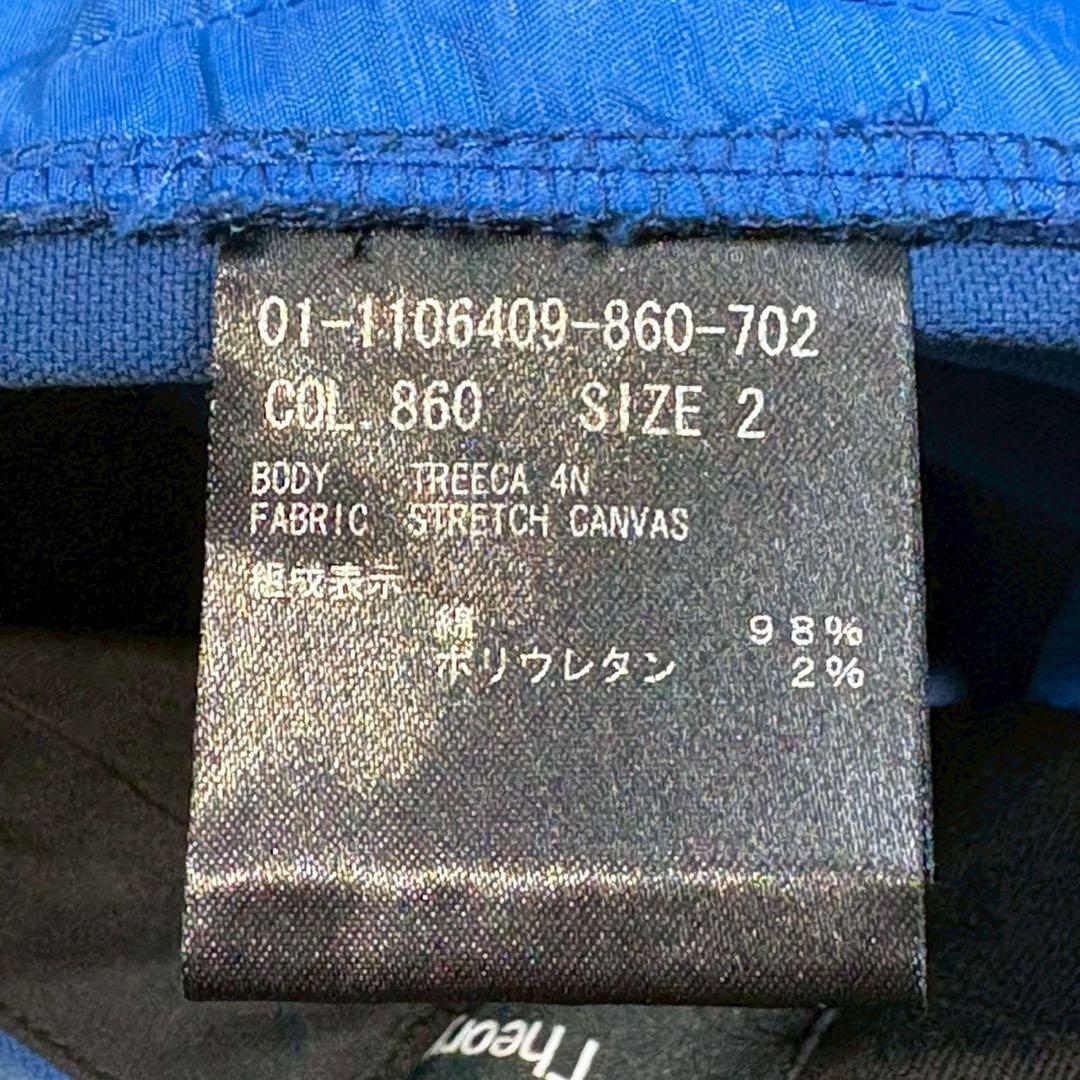 01-1106409-860-702
COL. 860 SIZE 2
BODY TREECA 4N
FABRIC STRETCH CANVAS
組成表示
綿 98%
ポリウレタン 2%